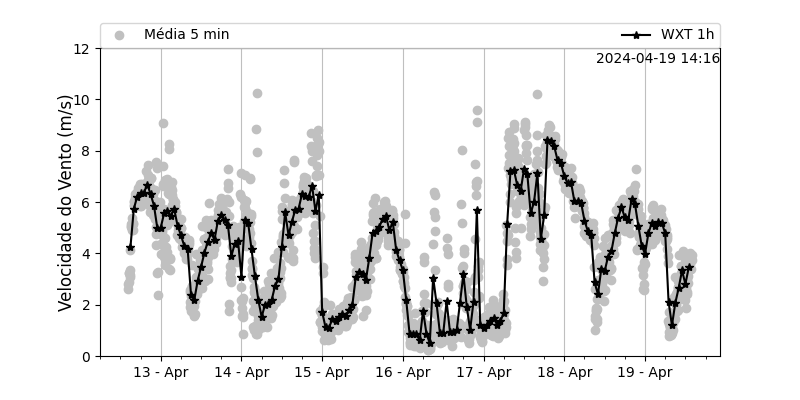 Média 5 min
WXT 1h
2024-04-19 14:16
Velocidade do Vento (m/s)
12
10
8
6
4
2
0
13 - Apr
14 - Apr
15 - Apr
16 - Apr
17 - Apr
18 - Apr
19 - Apr